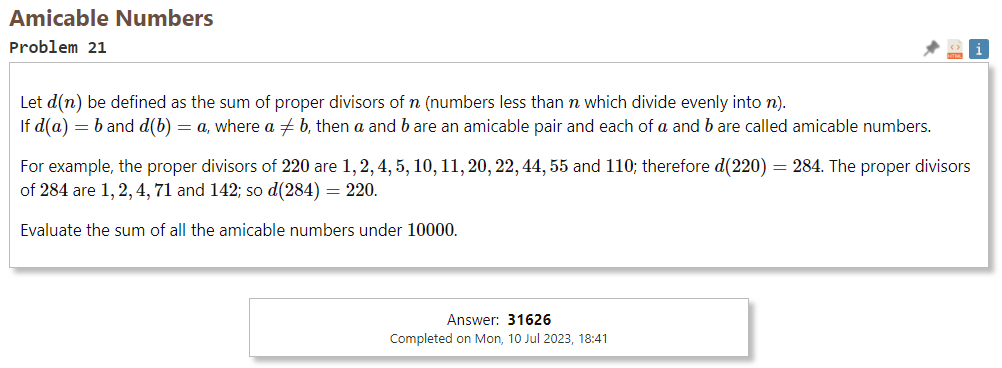 Amicable Numbers
Problem 21
HTML
i
Let d(n) be defined as the sum of proper divisors of n (numbers less than n which divide evenly into n).
If d(a) = b and d(b) = a, where a ≠ b, then a and b are an amicable pair and each of a and b are called amicable numbers.
For example, the proper divisors of 220 are 1, 2, 4, 5, 10, 11, 20, 22, 44, 55 and 110; therefore d(220) = 284. The proper divisors
of 284 are 1, 2, 4, 71 and 142; so d(284) = 220.
Evaluate the sum of all the amicable numbers under 10000.
Answer: 31626
Completed on Mon, 10 Jul 2023, 18:41